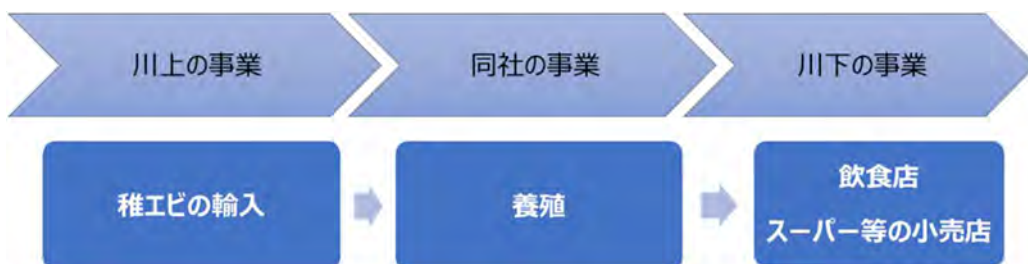 川上の事業
同社の事業
川下の事業
稚エビの輸入
養殖
飲食店
スーパー等の小売店